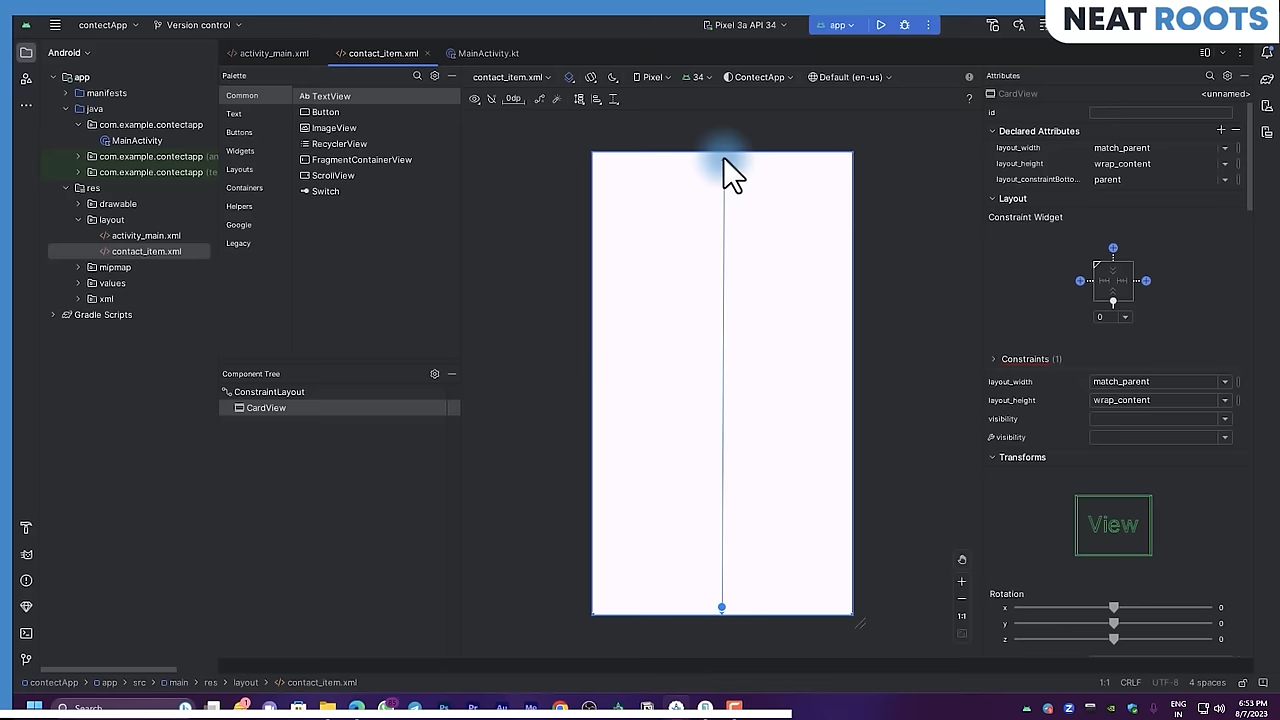 NEAT ROOTS
contectApp
Version control
Pixel 3a API 34
app
Android
activity_main.xml
contact_item.xml
MainActivity.kt
app
manifests
java
com.example.contectapp
MainActivity
com.example.contectapp (an
com.example.contectapp (te
res
drawable
layout
activity_main.xml
contact_item.xml
mipmap
values
xml
Gradle Scripts
Palette
Common
Text
Buttons
Widgets
Layouts
Containers
Helpers
Google
Legacy
Ab TextView
Button
ImageView
RecyclerView
FragmentContainerView
ScrollView
Switch
Component Tree
ConstraintLayout
CardView
contact_item.xml
Pixel
34
ContectApp
Default (en-us)
0dp
?
1:1
Attributes
CardView
<unnamed>
id
Declared Attributes
layout_width match_parent
layout_height wrap_content
layout_constraintBotto... parent
Layout
Constraint Widget
0
Constraints (1)
layout_width match_parent
layout_height wrap_content
visibility
visibility
Transforms
View
Rotation
x 0
y 0
z 0
contectApp > app > src > main > res > layout > contact_item.xml
1:1 CRLF UTF-8 4 spaces
Search
ENG
IN
6:53 PM
8/7/2023